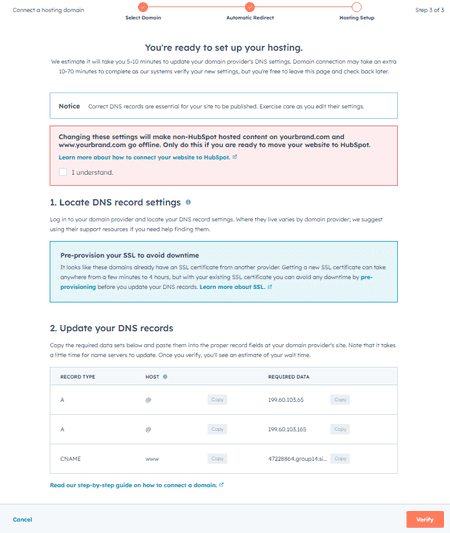 Connect a hosting domain
Select Domain
Automatic Redirect
Hosting Setup
Step 3 of 3
You're ready to set up your hosting.
We estimate it will take you 5-10 minutes to update your domain provider's DNS settings. Domain connection may take an extra
10-70 minutes to complete as our systems verify your new settings, but you're free to leave this page and check back later.
Notice Correct DNS records are essential for your site to be published. Exercise care as you edit their settings.
Changing these settings will make non-HubSpot hosted content on yourbrand.com and
www.yourbrand.com go offline. Only do this if you are ready to move your website to HubSpot.
Learn more about how to connect your website to HubSpot.
I understand.
1. Locate DNS record settings
Log in to your domain provider and locate your DNS record settings. Where they live varies by domain provider; we suggest
using their support resources if you need help finding them.
Pre-provision your SSL to avoid downtime
It looks like these domains already have an SSL certificate from another provider. Getting a new SSL certificate can take
anywhere from a few minutes to 4 hours, but with your existing SSL certificate you can avoid any downtime by pre-
provisioning before you update your DNS records. Learn more about SSL.
2. Update your DNS records
Copy the required data sets below and paste them into the proper record fields at your domain provider's site. Note that it takes
a little time for name servers to update. Once you verify, you'll see an estimate of your wait time.
RECORD TYPE HOST REQUIRED DATA
A @ Copy 199.60.103.65 Copy
A @ Copy 199.60.103.165 Copy
CNAME www Copy 47228864.group14.si... Copy
Read our step-by-step guide on how to connect a domain.
Cancel
Verify